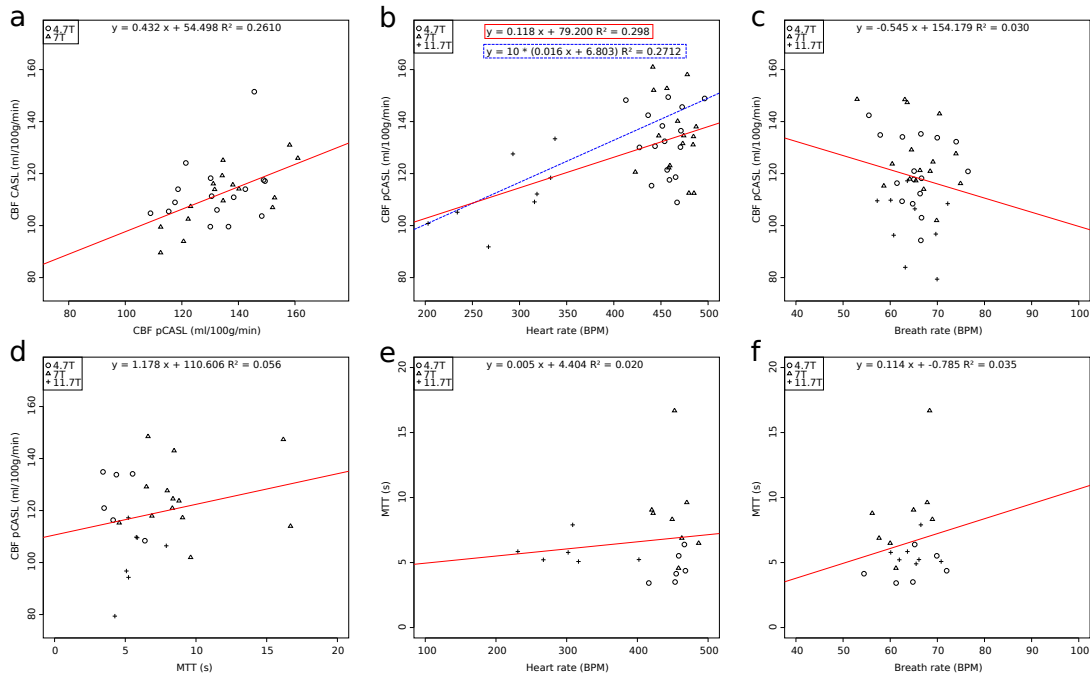 a
4.7T
7T
y = 0.432 x + 54.498 R² = 0.2610
CBF CASL (ml/100g/min)
80 100 120 140 160
80 100 120 140 160
CBF pCASL (ml/100g/min)
b
4.7T
7T
11.7T
y = 0.118 x + 79.200 R² = 0.298
y = 10 * (0.016 x + 6.803) R² = 0.2712
CBF pCASL (ml/100g/min)
80 100 120 140 160
200 250 300 350 400 450 500
Heart rate (BPM)
c
4.7T
7T
11.7T
y = -0.545 x + 154.179 R² = 0.030
CBF pCASL (ml/100g/min)
80 100 120 140 160
40 50 60 70 80 90 100
Breath rate (BPM)
d
4.7T
7T
11.7T
y = 1.178 x + 110.606 R² = 0.056
CBF pCASL (ml/100g/min)
80 100 120 140 160
0 5 10 15 20
MTT (s)
e
4.7T
7T
11.7T
y = 0.005 x + 4.404 R² = 0.020
MTT (s)
0 5 10 15 20
100 200 300 400 500
Heart rate (BPM)
f
4.7T
7T
11.7T
y = 0.114 x + -0.785 R² = 0.035
MTT (s)
0 5 10 15 20
40 50 60 70 80 90 100
Breath rate (BPM)